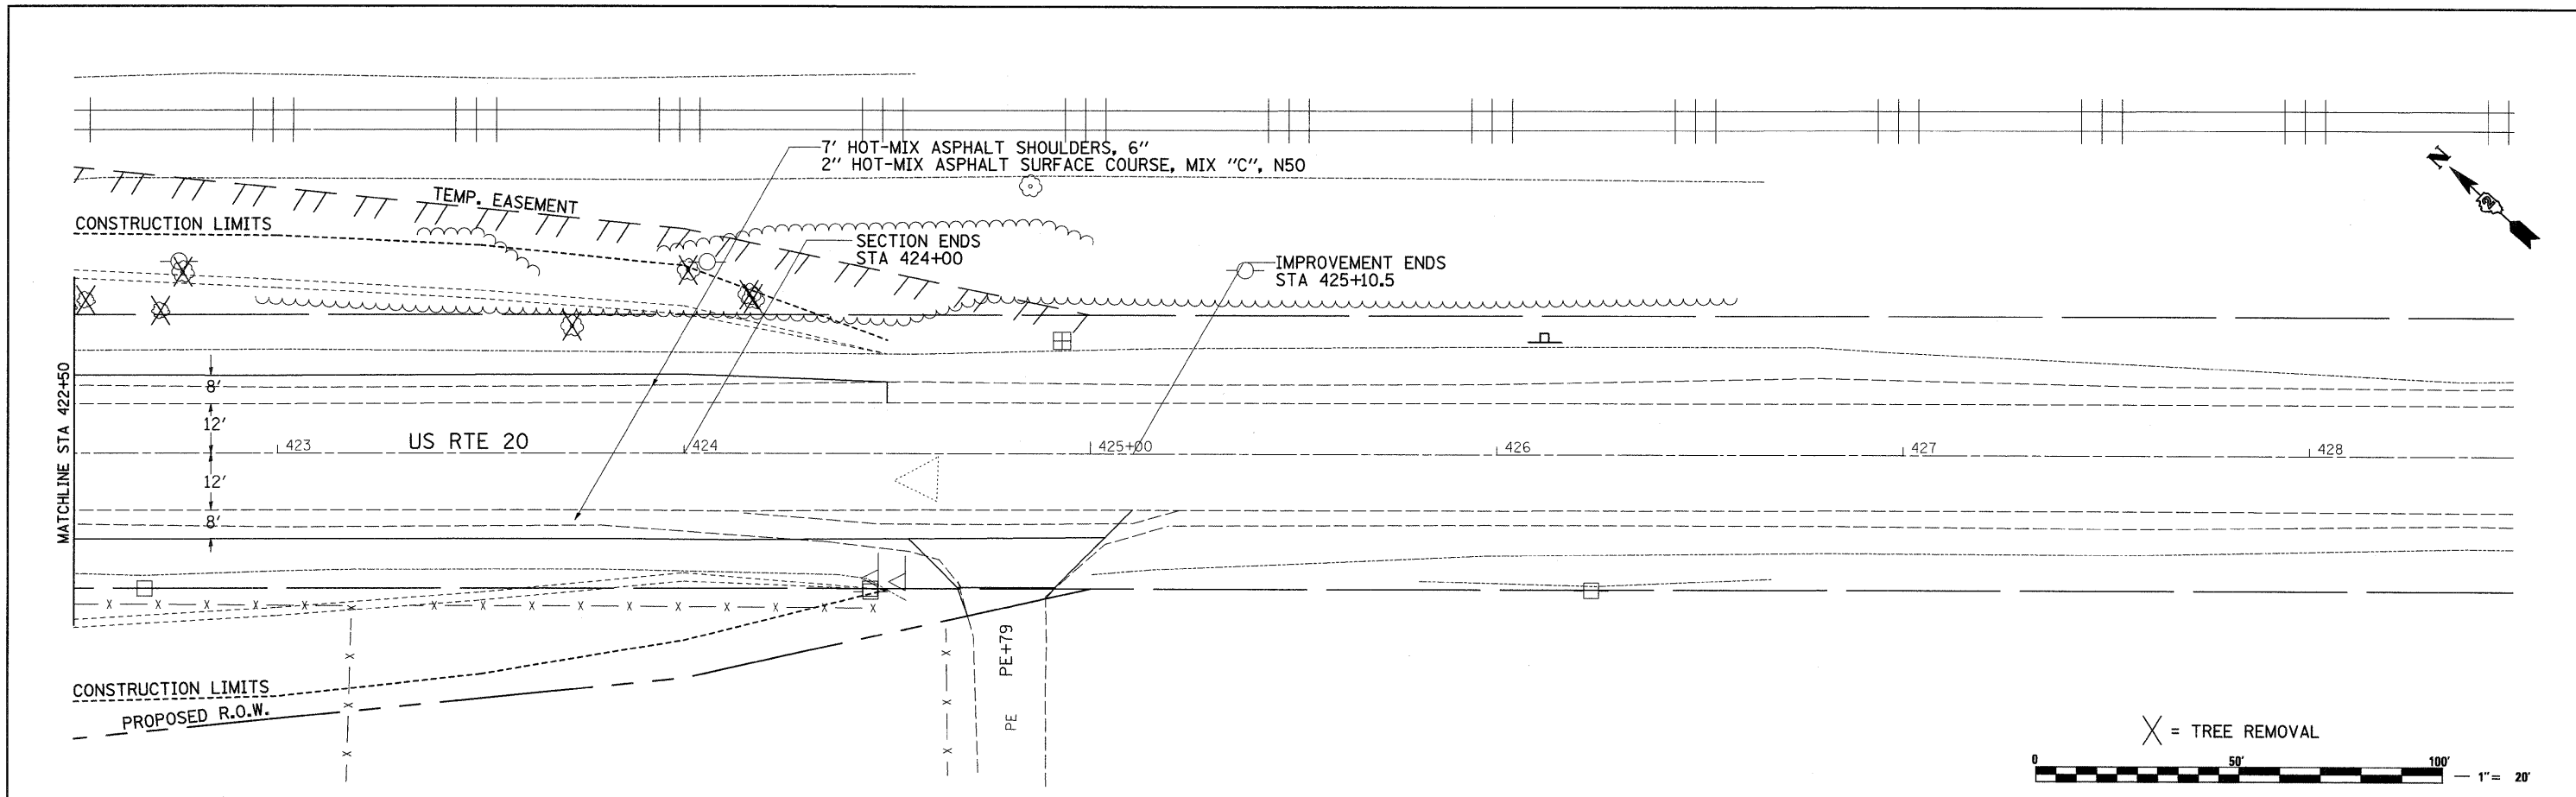 7' HOT-MIX ASPHALT SHOULDERS, 6"
2" HOT-MIX ASPHALT SURFACE COURSE, MIX "C", N50
N
2
TEMP. EASEMENT
CONSTRUCTION LIMITS
SECTION ENDS
STA 424+00
IMPROVEMENT ENDS
STA 425+10.5
MATCHLINE STA 422+50
8'
12'
423
US RTE 20
424
425+00
426
427
428
12'
8'
PE+79
PE
CONSTRUCTION LIMITS
PROPOSED R.O.W.
X = TREE REMOVAL
0 50' 100'
1"= 20'